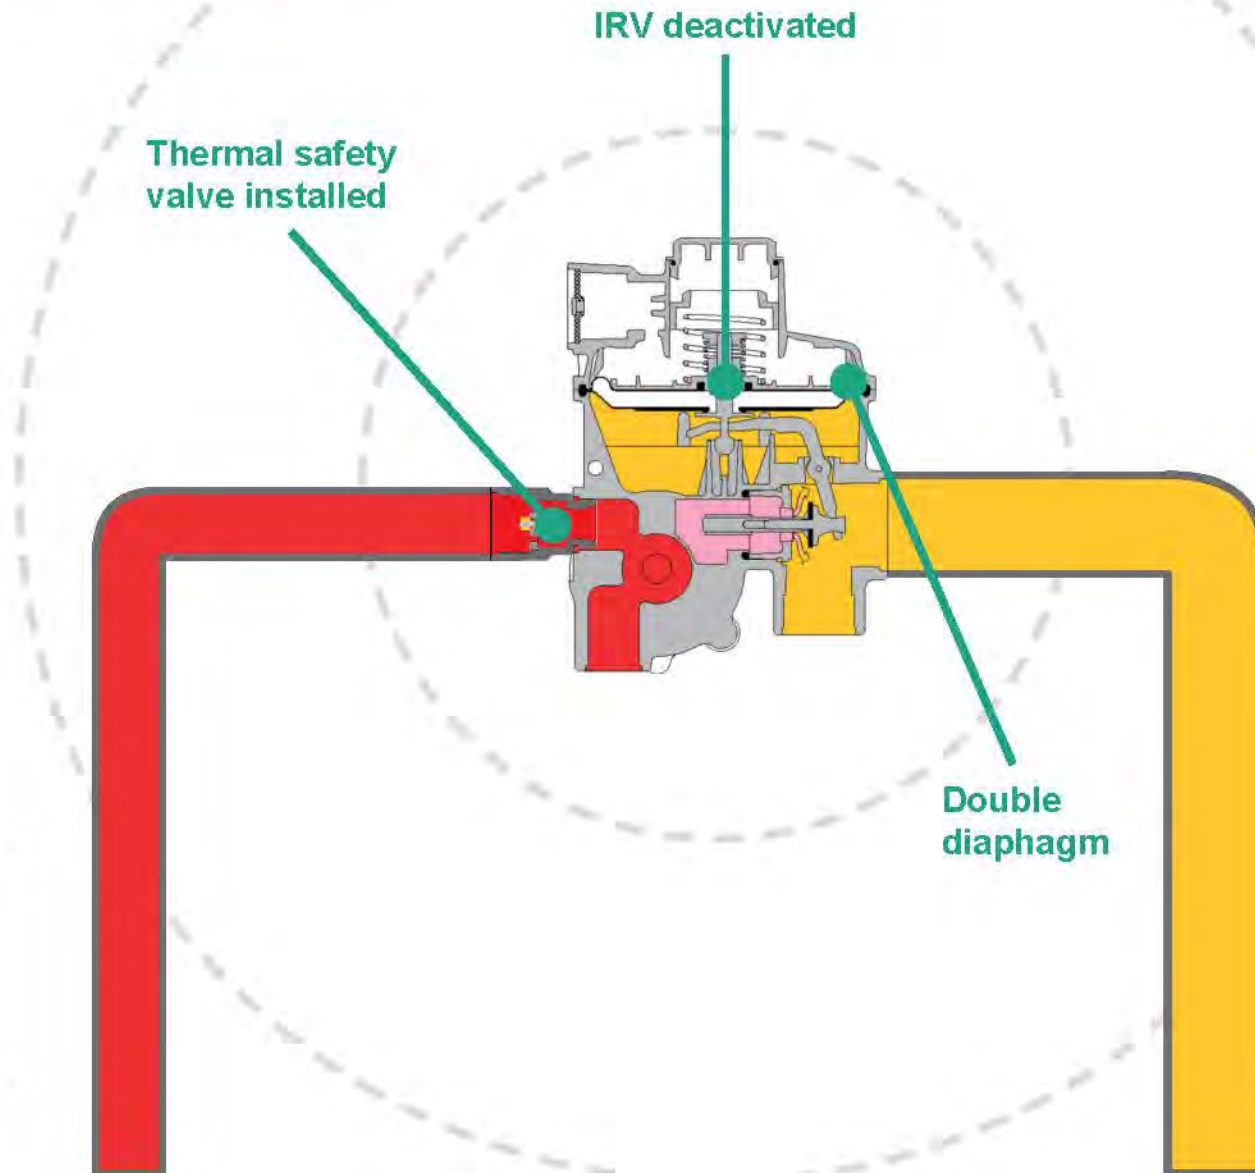 IRV deactivated
Thermal safety
valve installed
Double
diaphagm